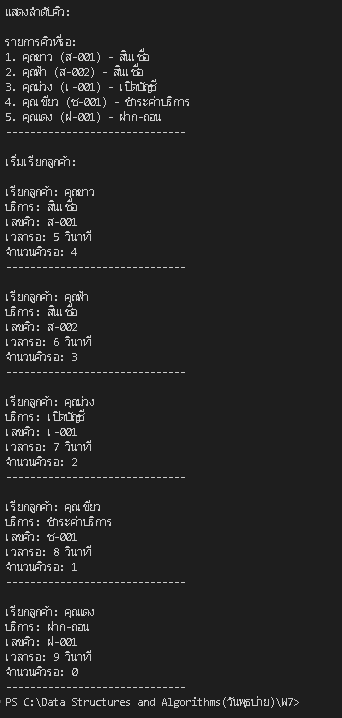 แสดงลำดับคิว:
รายการคิวที่รอ:
1. คุณขาว (ส-001) - สินเชื่อ
2. คุณฟ้า (ส-002) - สินเชื่อ
3. คุณม่วง (เ-001) - เปิดบัญชี
4. คุณเขียว (ช-001) - ชำระค่าบริการ
5. คุณแดง (ฝ-001) - ฝาก-ถอน
------------------------------
เริ่มเรียกลูกค้า:
เรียกลูกค้า: คุณขาว
บริการ: สินเชื่อ
เลขคิว: ส-001
เวลารอ: 5 วินาที
จำนวนคิวรอ: 4
------------------------------
เรียกลูกค้า: คุณฟ้า
บริการ: สินเชื่อ
เลขคิว: ส-002
เวลารอ: 6 วินาที
จำนวนคิวรอ: 3
------------------------------
เรียกลูกค้า: คุณม่วง
บริการ: เปิดบัญชี
เลขคิว: เ-001
เวลารอ: 7 วินาที
จำนวนคิวรอ: 2
------------------------------
เรียกลูกค้า: คุณเขียว
บริการ: ชำระค่าบริการ
เลขคิว: ช-001
เวลารอ: 8 วินาที
จำนวนคิวรอ: 1
------------------------------
เรียกลูกค้า: คุณแดง
บริการ: ฝาก-ถอน
เลขคิว: ฝ-001
เวลารอ: 9 วินาที
จำนวนคิวรอ: 0
------------------------------
PS C:\Data Structures and Algorithms(วันพุธบ่าย)\W7>